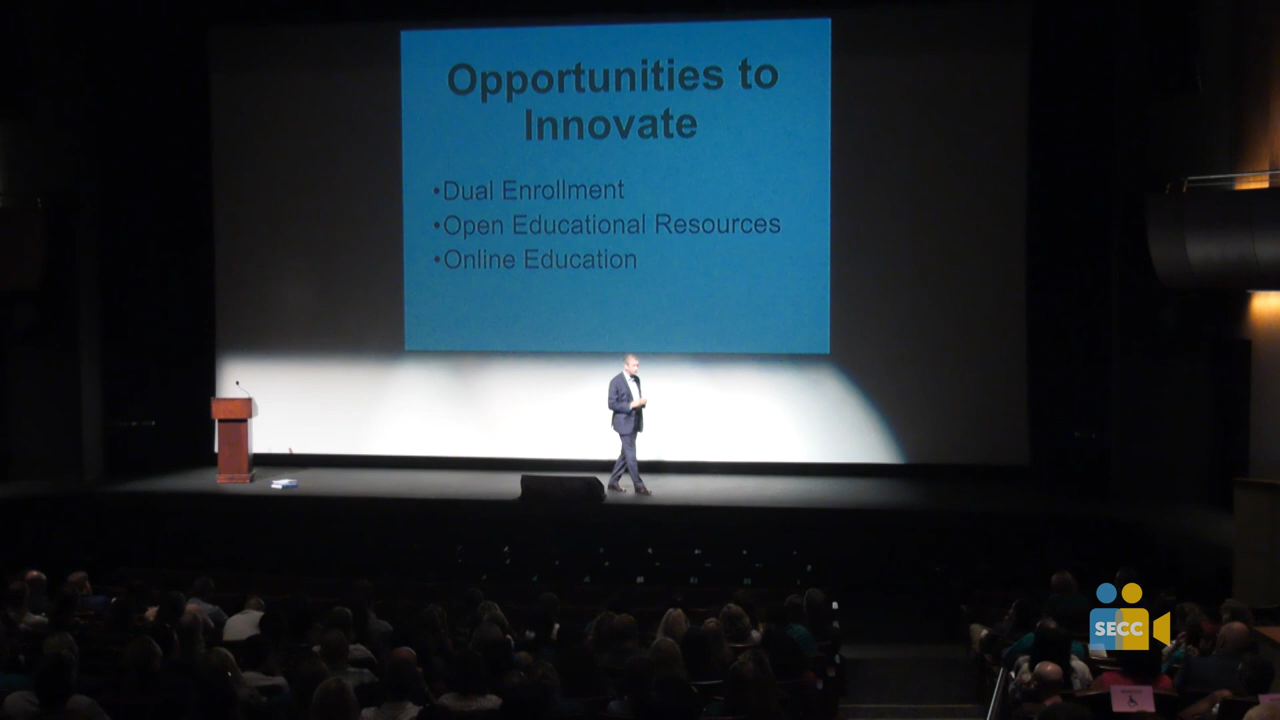 Opportunities to
Innovate
•Dual Enrollment
•Open Educational Resources
•Online Education
SECC